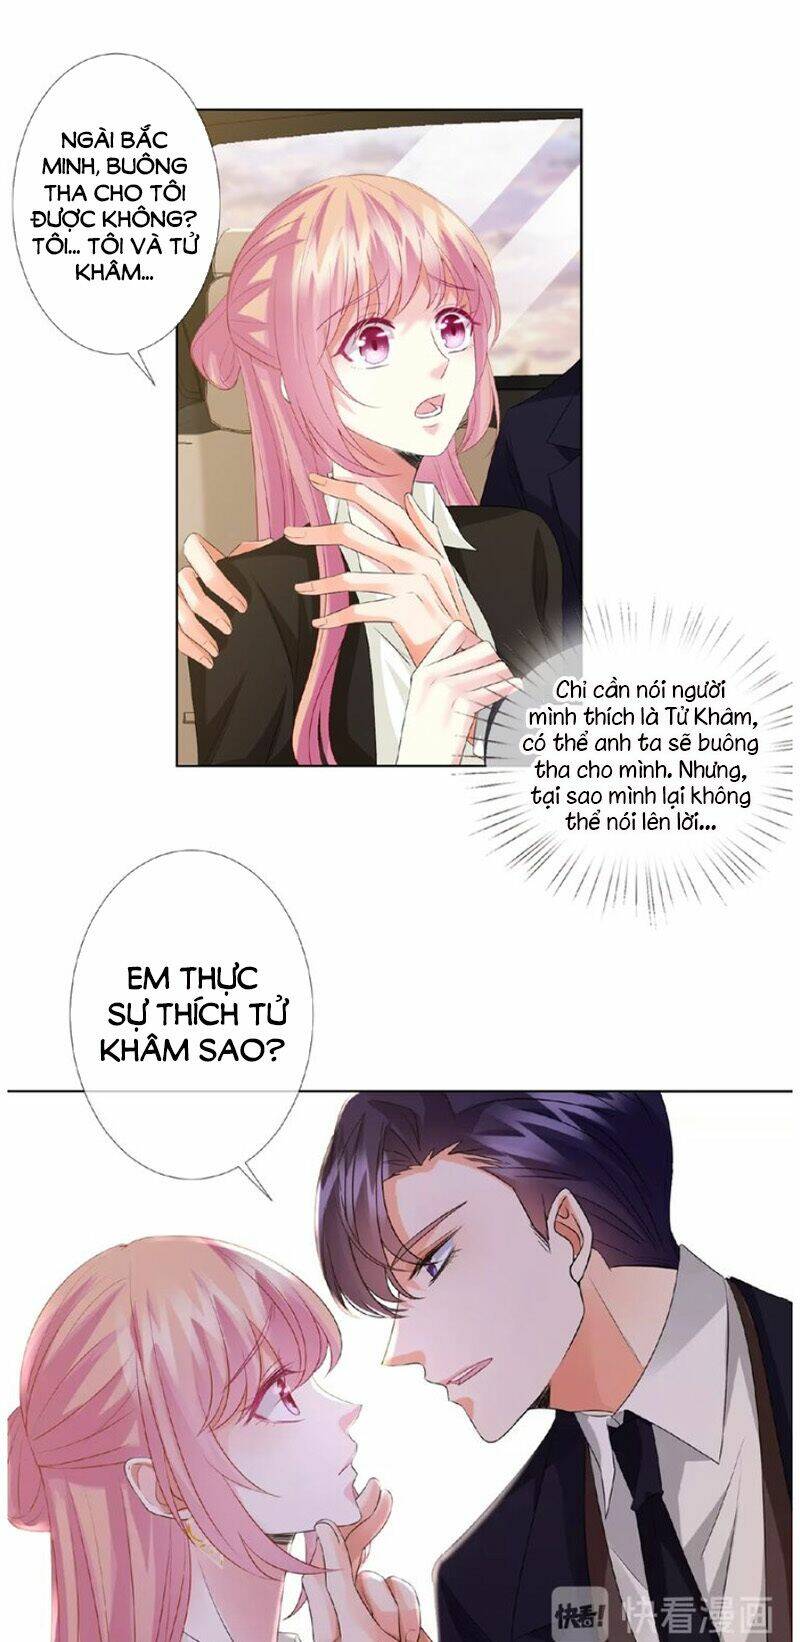 NGÀI BẮC
MINH, BUÔNG
THA CHO TÔI
ĐƯỢC KHÔNG?
TÔI... TÔI VÀ TỬ
KHÂM...
Chỉ cần nói người
mình thích là Tử Khâm,
có thể anh ta sẽ buông
tha cho mình. Nhưng,
tại sao mình lại không
thể nói lên lời...
EM THỰC
SỰ THÍCH TỬ
KHÂM SAO?
快看! 快看漫画